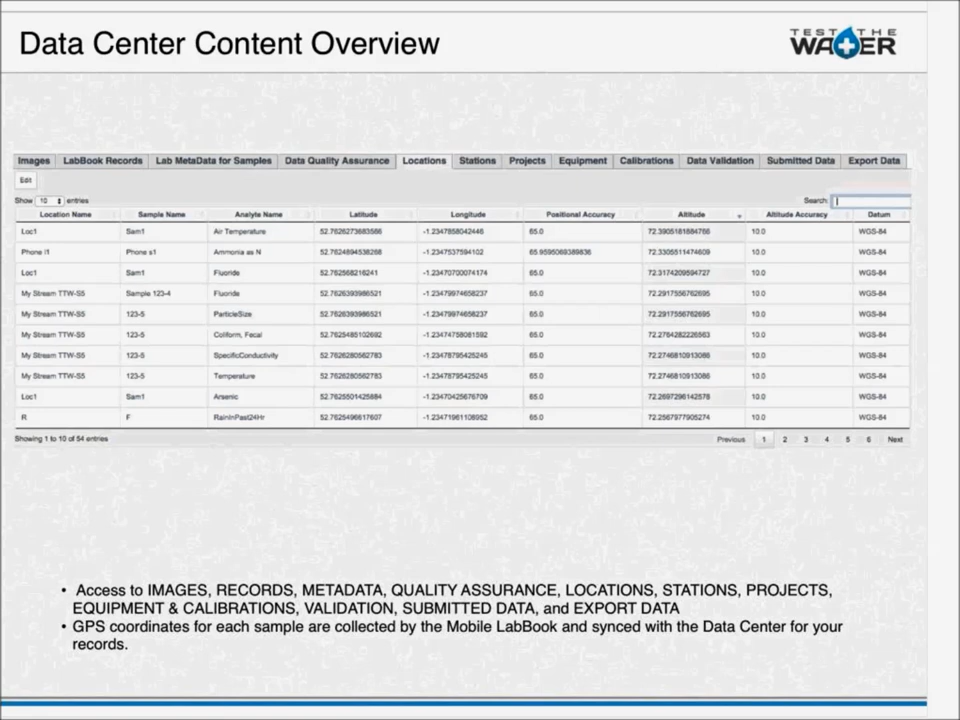 Data Center Content Overview
TEST THE
WATER
Images LabBook Records Lab MetaData for Samples Data Quality Assurance Locations Stations Projects Equipment Calibrations Data Validation Submitted Data Export Data
Edit
Show 10 entries Search:
Location Name Sample Name Analyte Name Latitude Longitude Positional Accuracy Altitude Altitude Accuracy Datum
Loc1 Sam1 Air Temperature 52.7626273683586 -1.2347858042446 65.0 72.3905181884766 10.0 WGS-84
Phone i1 Phone s1 Ammonia as N 52.7624894538268 -1.2347537594102 65.9595069389836 72.3305511474609 10.0 WGS-84
Loc1 Sam1 Fluoride 52.762568216241 -1.23470700074174 65.0 72.3174209594727 10.0 WGS-84
My Stream TTW-S5 Sample 123-4 Fluoride 52.7626393986521 -1.23479974658237 65.0 72.2917556762695 10.0 WGS-84
My Stream TTW-S5 123-5 ParticleSize 52.7626393986521 -1.23479974658237 65.0 72.2917556762695 10.0 WGS-84
My Stream TTW-S5 123-5 Coliform, Fecal 52.7625485102692 -1.23474758061592 65.0 72.2764282226563 10.0 WGS-84
My Stream TTW-S5 123-5 SpecificConductivity 52.7626280562783 -1.23478795425245 65.0 72.2746810913086 10.0 WGS-84
My Stream TTW-S5 123-5 Temperature 52.7626280562783 -1.23478795425245 65.0 72.2746810913086 10.0 WGS-84
Loc1 Sam1 Arsenic 52.7625501425884 -1.23470425676709 65.0 72.2697296142578 10.0 WGS-84
R F RainInPast24Hr 52.7625496617607 -1.23471961108952 65.0 72.2567977905274 10.0 WGS-84
Showing 1 to 10 of 54 entries Previous 1 2 3 4 5 6 Next
• Access to IMAGES, RECORDS, METADATA, QUALITY ASSURANCE, LOCATIONS, STATIONS, PROJECTS,
EQUIPMENT & CALIBRATIONS, VALIDATION, SUBMITTED DATA, and EXPORT DATA
• GPS coordinates for each sample are collected by the Mobile LabBook and synced with the Data Center for your
records.